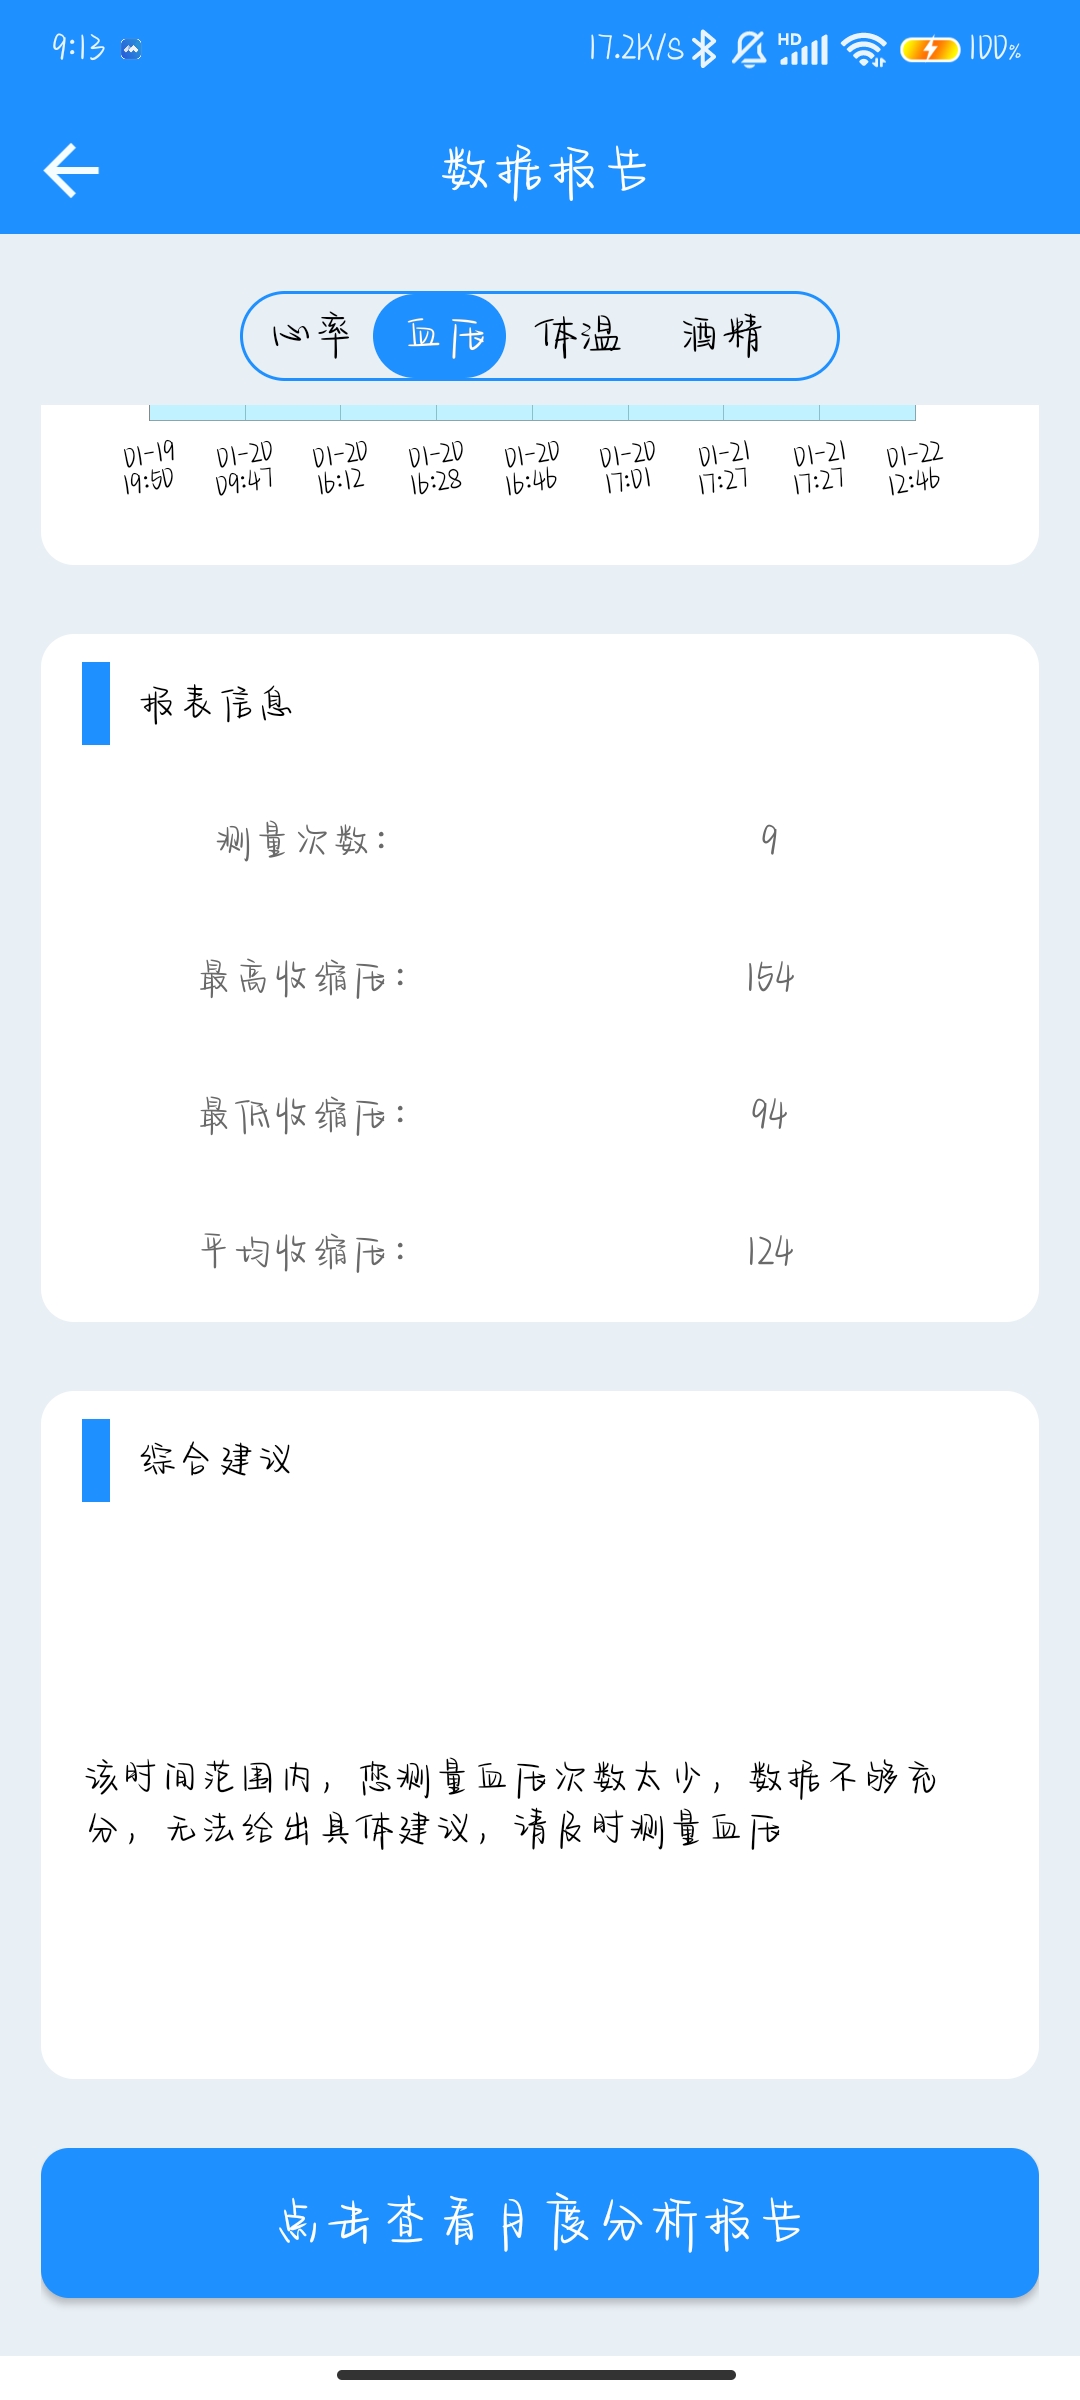 9:13 17.2K/S HD 100%
数据报告
心率 血压 体温 酒精
01-19 01-20 01-20 01-20 01-20 01-20 01-21 01-21 01-22
19:50 09:47 16:12 16:28 16:46 17:01 17:27 17:27 12:46
报表信息
测量次数： 9
最高收缩压： 154
最低收缩压： 94
平均收缩压： 124
综合建议
该时间范围内，您测量血压次数太少，数据不够充
分，无法给出具体建议，请及时测量血压
点击查看月度分析报告